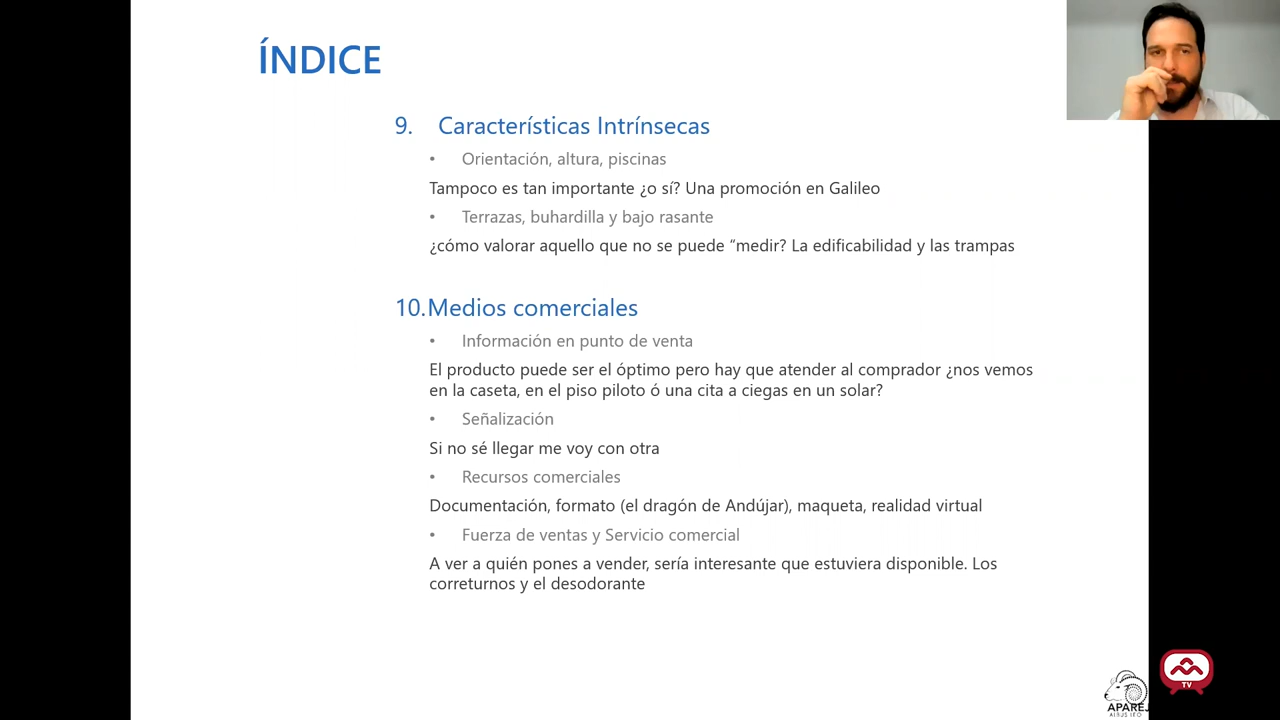 ÍNDICE
9. Características Intrínsecas
• Orientación, altura, piscinas
Tampoco es tan importante ¿o sí? Una promoción en Galileo
• Terrazas, buhardilla y bajo rasante
¿cómo valorar aquello que no se puede “medir? La edificabilidad y las trampas
10.Medios comerciales
• Información en punto de venta
El producto puede ser el óptimo pero hay que atender al comprador ¿nos vemos
en la caseta, en el piso piloto ó una cita a ciegas en un solar?
• Señalización
Si no sé llegar me voy con otra
• Recursos comerciales
Documentación, formato (el dragón de Andújar), maqueta, realidad virtual
• Fuerza de ventas y Servicio comercial
A ver a quién pones a vender, sería interesante que estuviera disponible. Los
correturnos y el desodorante
APAREJ
TV